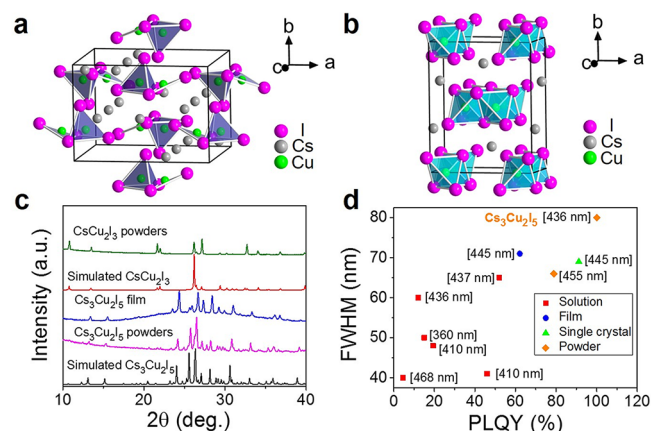 a
b
c
a
I
Cs
Cu
b
b
c
a
I
Cs
Cu
c
Intensity (a.u.)
CsCu₂I₃ powders
Simulated CsCu₂I₃
Cs₃Cu₂I₅ film
Cs₃Cu₂I₅ powders
Simulated Cs₃Cu₂I₅
10 20 30 40
2θ (deg.)
d
FWHM (nm)
80
70
60
50
40
Cs₃Cu₂I₅ [436 nm]
[445 nm]
[445 nm]
[437 nm]
[455 nm]
[436 nm]
[360 nm]
[410 nm]
[410 nm]
[468 nm]
Solution
Film
Single crystal
Powder
0 20 40 60 80 100 120
PLQY (%)